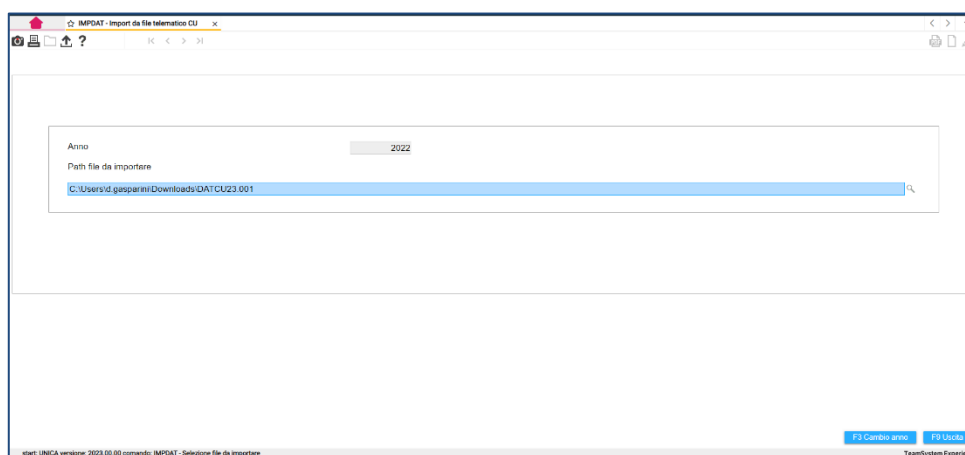 IMPDAT - Import da file telematico CU
Anno 2022
Path file da importare
C:\Users\d.gasparini\Downloads\DATCU23.001
F3 Cambio anno F9 Uscita
start: UNICA versione: 2023.00.00 comando: IMPDAT - Selezione file da importare TeamSystem Experie